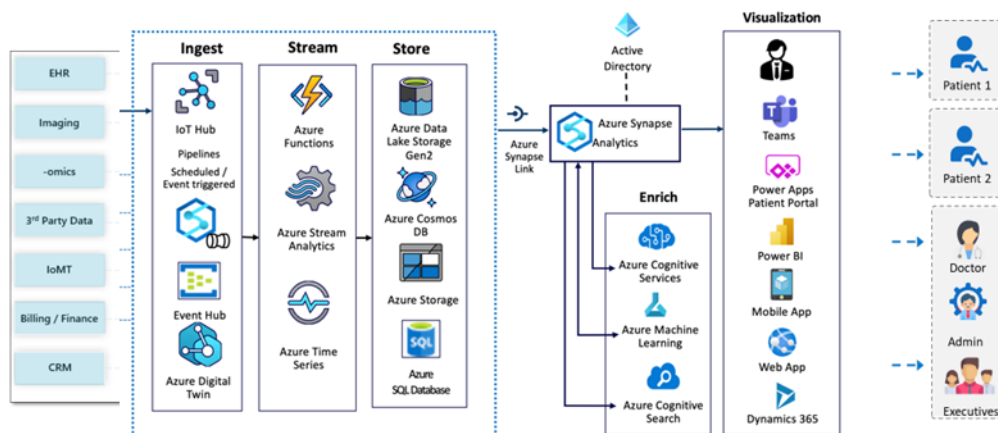 EHR
Imaging
-omics
3rd Party Data
IoMT
Billing / Finance
CRM
Ingest
IoT Hub
Pipelines
Scheduled /
Event triggered
Event Hub
Azure Digital
Twin
Stream
Azure
Functions
Azure Stream
Analytics
Azure Time
Series
Store
Azure Data
Lake Storage
Gen2
Azure Cosmos
DB
Azure Storage
SQL
Azure
SQL Database
Azure
Synapse
Link
Active
Directory
Azure Synapse
Analytics
Enrich
Azure Cognitive
Services
Azure Machine
Learning
Azure Cognitive
Search
Visualization
Teams
Power Apps
Patient Portal
Power BI
Mobile App
Web App
Dynamics 365
Patient 1
Patient 2
Doctor
Admin
Executives